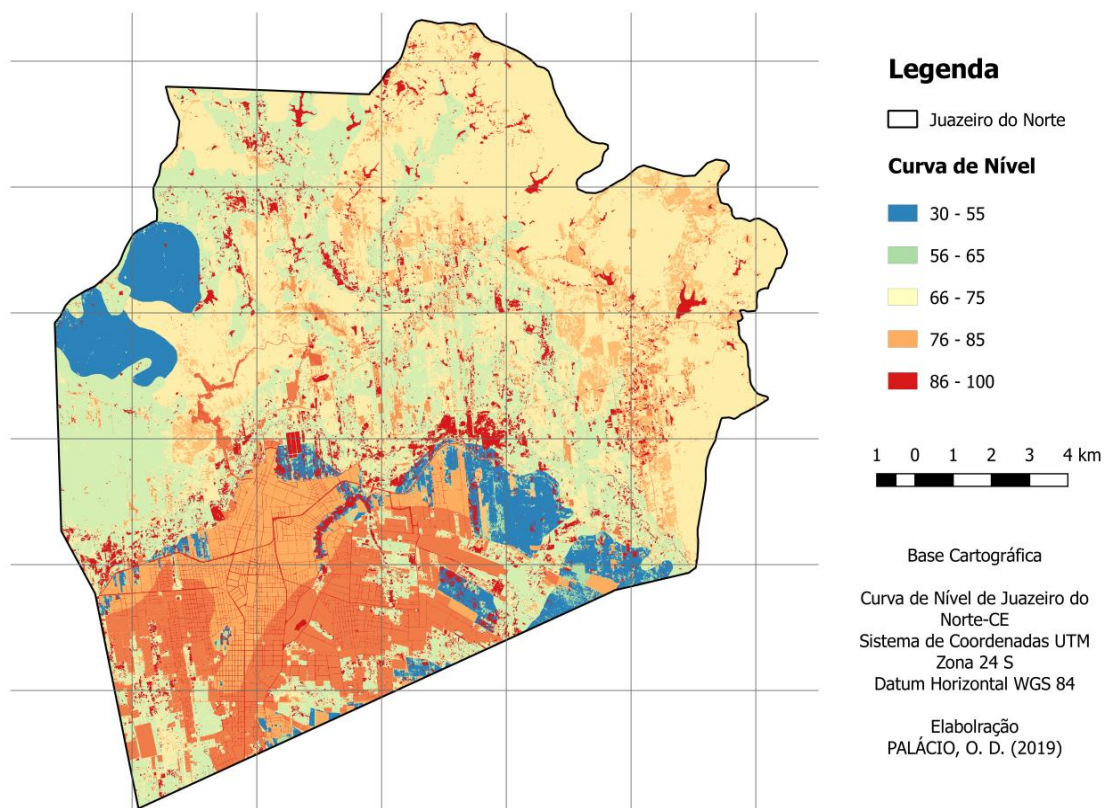 Legenda
Juazeiro do Norte
Curva de Nível
30 - 55
56 - 65
66 - 75
76 - 85
86 - 100
1 0 1 2 3 4 km
Base Cartográfica
Curva de Nível de Juazeiro do
Norte-CE
Sistema de Coordenadas UTM
Zona 24 S
Datum Horizontal WGS 84
Elabolração
PALÁCIO, O. D. (2019)